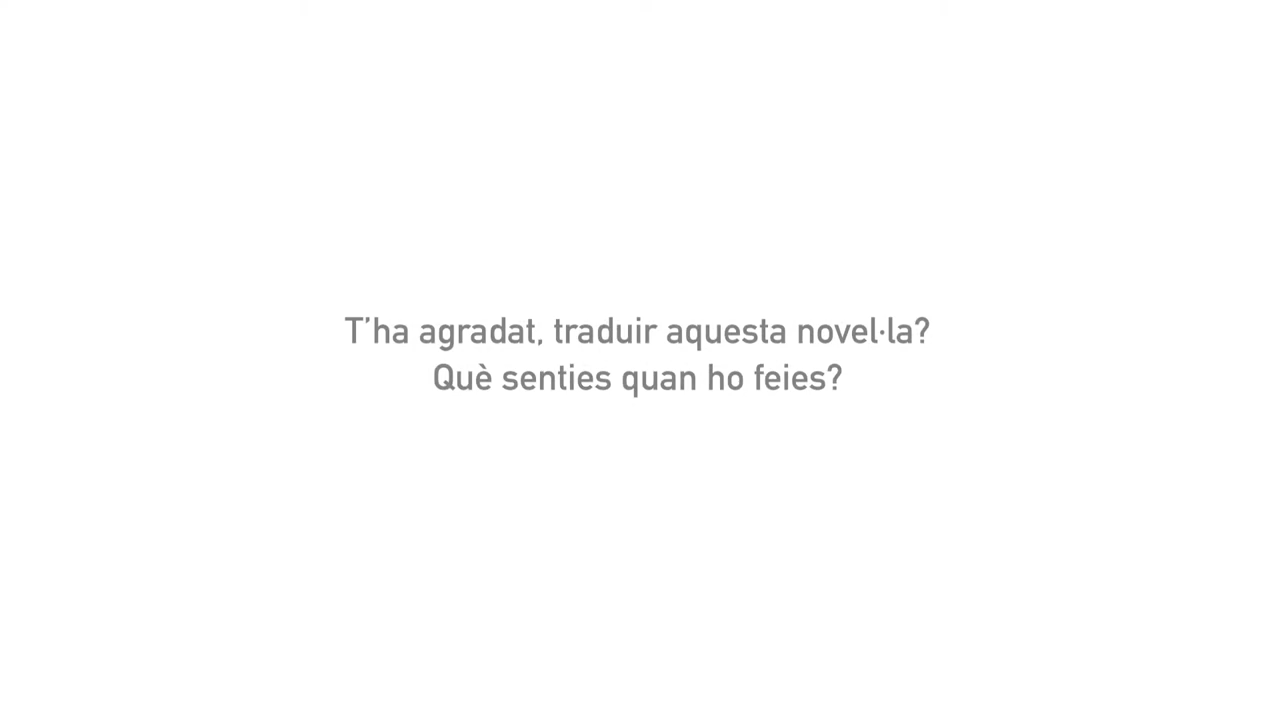 T’ha agradat, traduir aquesta novel·la?
Què senties quan ho feies?